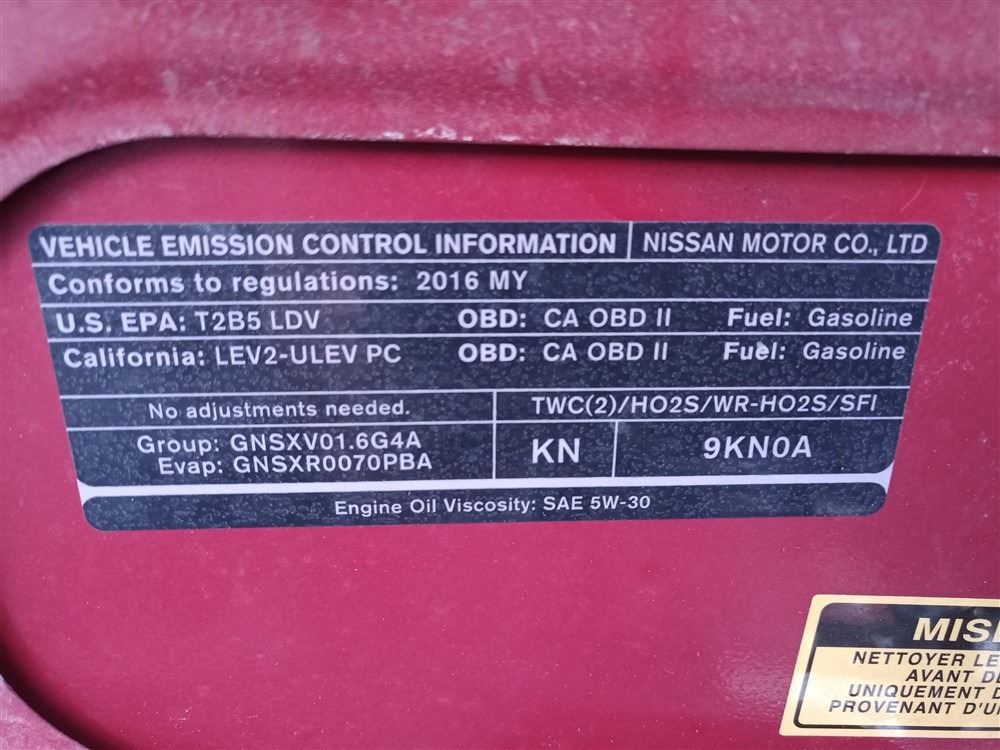 VEHICLE EMISSION CONTROL INFORMATION NISSAN MOTOR CO., LTD
Conforms to regulations: 2016 MY
U.S. EPA: T2B5 LDV OBD: CA OBD II Fuel: Gasoline
California: LEV2-ULEV PC OBD: CA OBD II Fuel: Gasoline
No adjustments needed. TWC(2)/HO2S/WR-HO2S/SFI
Group: GNSXV01.6G4A
Evap: GNSXR0070PBA
KN 9KN0A
Engine Oil Viscosity: SAE 5W-30
NETTOYER LE
AVANT
UNIQUEMENT
PROVENANT D'U